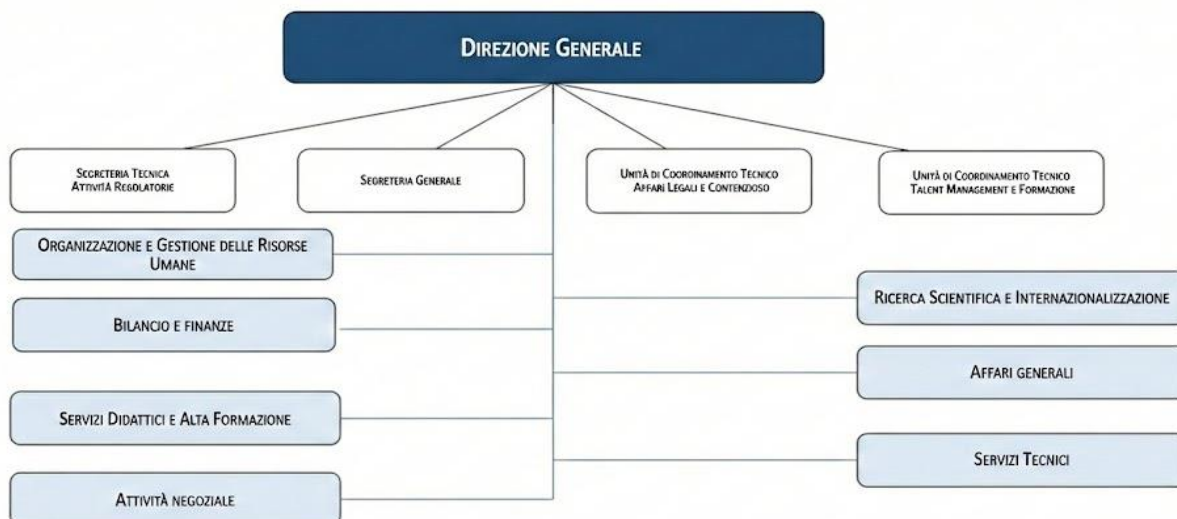 DIREZIONE GENERALE
SEGRETERIA TECNICA
ATTIVITÀ REGOLATORIE
SEGRETERIA GENERALE
UNITÀ DI COORDINAMENTO TECNICO
AFFARI LEGALI E CONTENZIOSO
UNITÀ DI COORDINAMENTO TECNICO
TALENT MANAGEMENT E FORMAZIONE
ORGANIZZAZIONE E GESTIONE DELLE RISORSE
UMANE
BILANCIO E FINANZE
SERVIZI DIDATTICI E ALTA FORMAZIONE
ATTIVITÀ NEGOZIALE
RICERCA SCIENTIFICA E INTERNAZIONALIZZAZIONE
AFFARI GENERALI
SERVIZI TECNICI